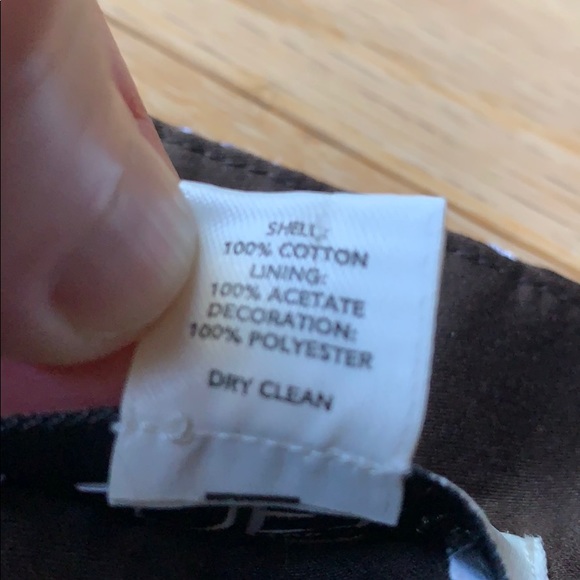 SHELL:
100% COTTON
LINING:
100% ACETATE
DECORATION:
100% POLYESTER
DRY CLEAN